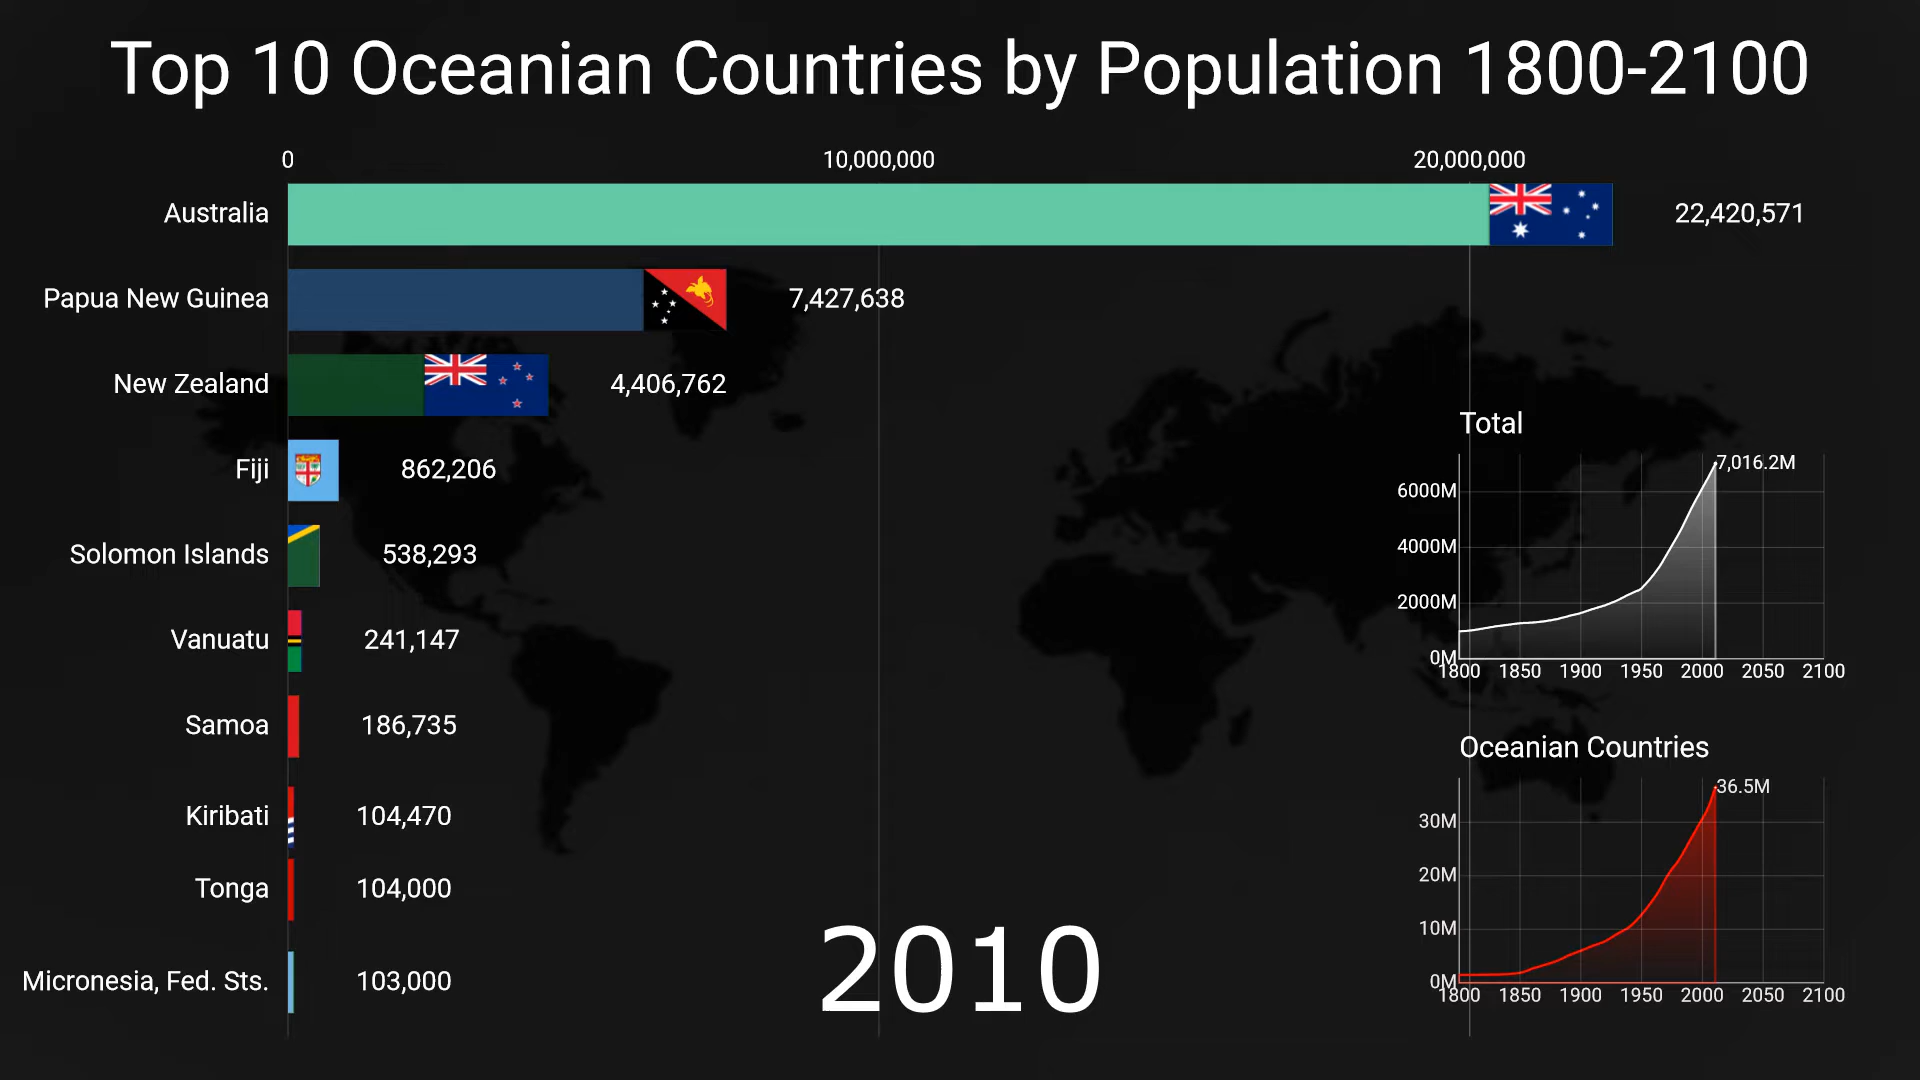 Top 10 Oceanian Countries by Population 1800-2100
0 10,000,000 20,000,000
Australia 22,420,571
Papua New Guinea 7,427,638
New Zealand 4,406,762
Fiji 862,206
Solomon Islands 538,293
Vanuatu 241,147
Samoa 186,735
Kiribati 104,470
Tonga 104,000
Micronesia, Fed. Sts. 103,000
2010
Total
7,016.2M
6000M
4000M
2000M
0M
1800 1850 1900 1950 2000 2050 2100
Oceanian Countries
36.5M
30M
20M
10M
0M
1800 1850 1900 1950 2000 2050 2100